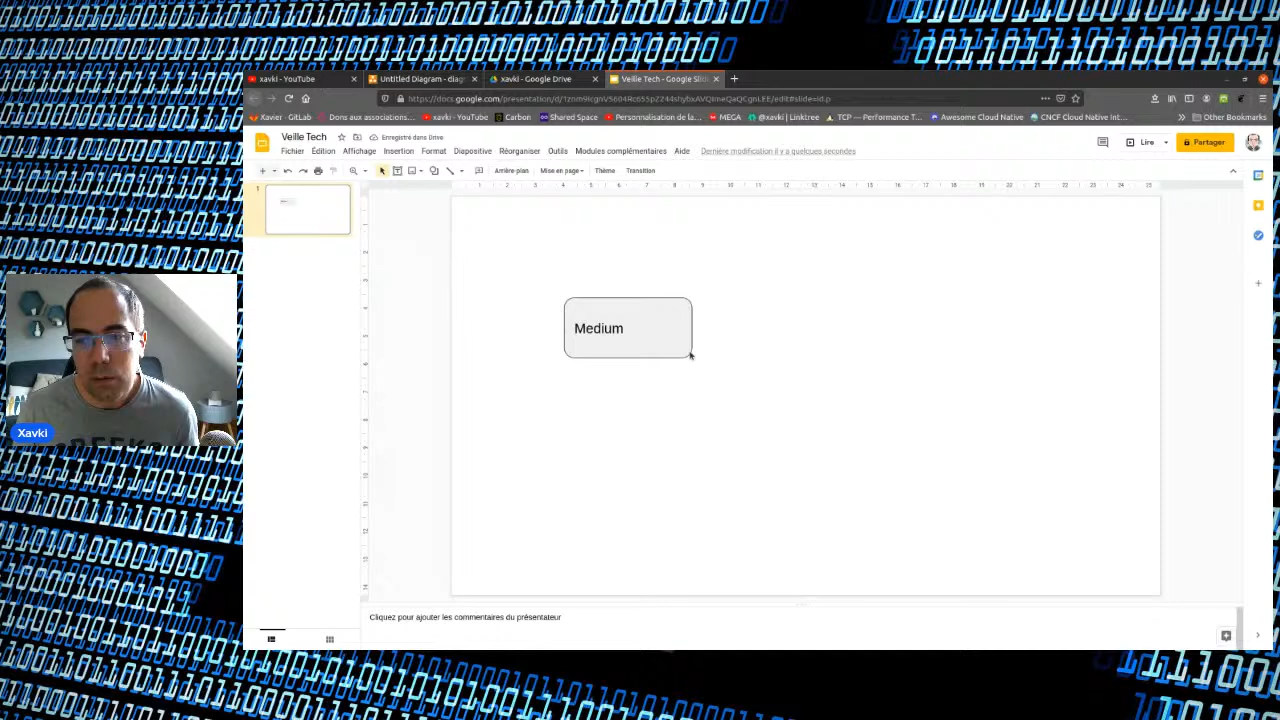 xavki - YouTube
Untitled Diagram - diag
xavki - Google Drive
Veille Tech - Google Slid
Xavier - GitLab
Dons aux associations...
xavki - YouTube
Carbon
Shared Space
Personnalisation de la...
MEGA
@xavki | Linktree
TCP — Performance T...
Awesome Cloud Native
CNCF Cloud Native Int...
Other Bookmarks
Veille Tech
Enregistré dans Drive
Lire
Partager
Fichier Édition Affichage Insertion Format Diapositive Réorganiser Outils Modules complémentaires Aide
Dernière modification il y a quelques secondes
Arrière-plan Mise en page Thème Transition
1
Medium
Xavki
Cliquez pour ajouter les commentaires du présentateur